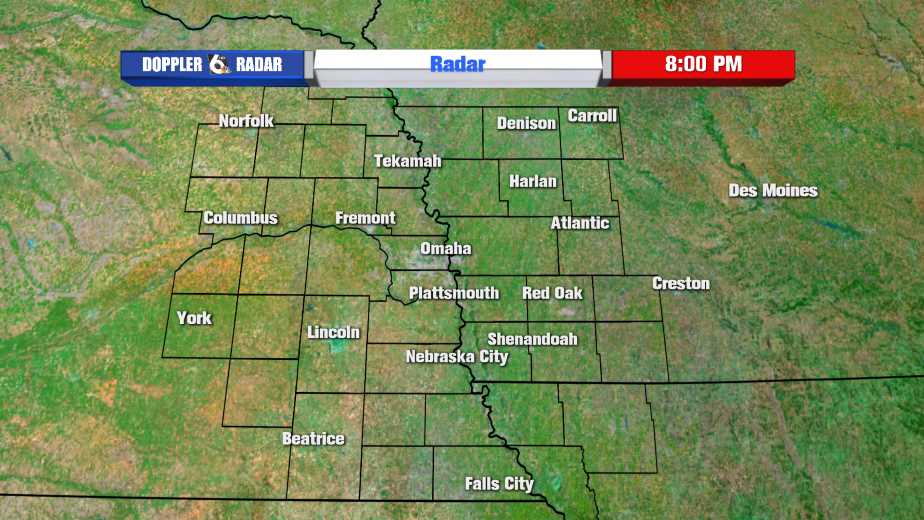 DOPPLER 6 RADAR
Radar
8:00 PM
Carroll
Norfolk
Denison
Tekamah
Harlan
Des Moines
Columbus
Fremont
Atlantic
Omaha
Creston
Plattsmouth
Red Oak
York
Lincoln
Shenandoah
Nebraska City
Beatrice
Falls City